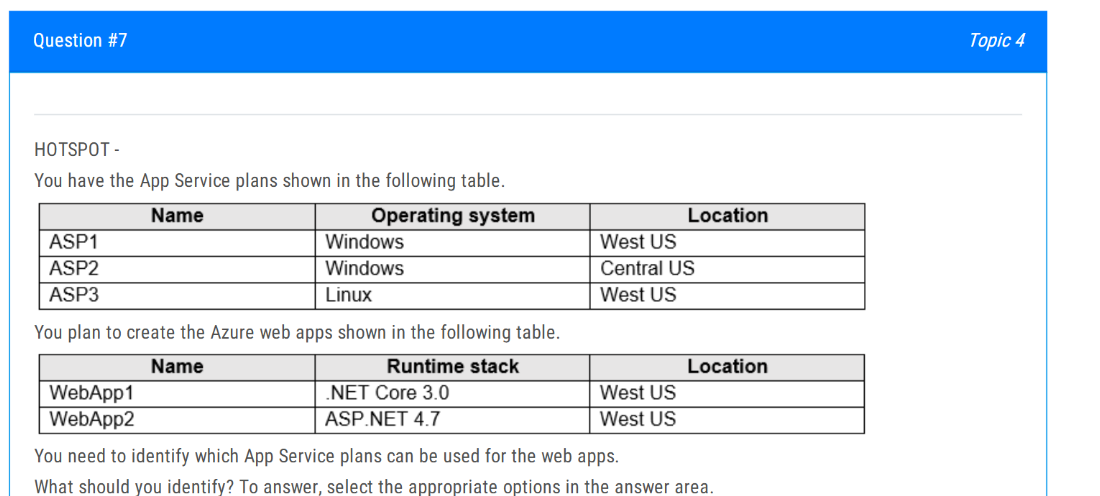 Question #7 Topic 4
HOTSPOT -
You have the App Service plans shown in the following table.
Name Operating system Location
ASP1 Windows West US
ASP2 Windows Central US
ASP3 Linux West US
You plan to create the Azure web apps shown in the following table.
Name Runtime stack Location
WebApp1 .NET Core 3.0 West US
WebApp2 ASP.NET 4.7 West US
You need to identify which App Service plans can be used for the web apps.
What should you identify? To answer, select the appropriate options in the answer area.